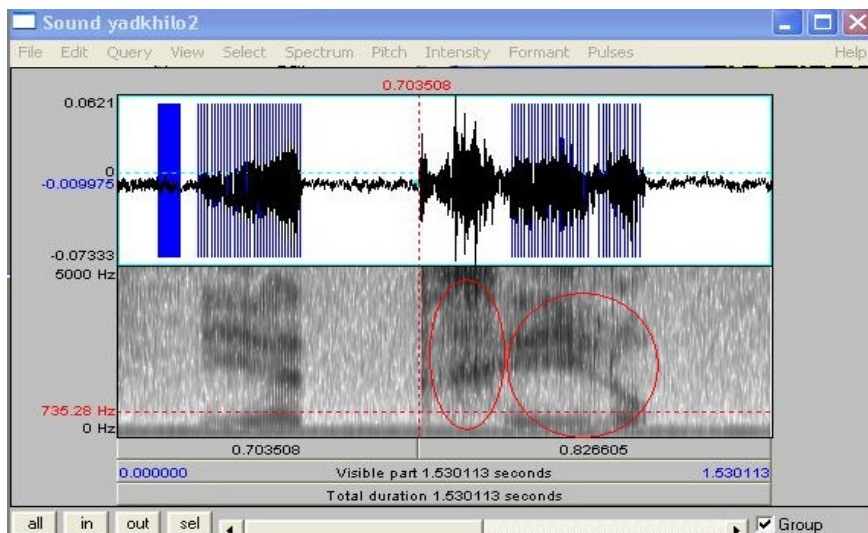 Sound yadkhilo2
File Edit Query View Select Spectrum Pitch Intensity Formant Pulses Help
0.703508
0.0621
0
-0.009975
-0.07333
5000 Hz
735.28 Hz
0 Hz
0.703508 0.826605
0.000000 Visible part 1.530113 seconds 1.530113
Total duration 1.530113 seconds
all in out sel Group